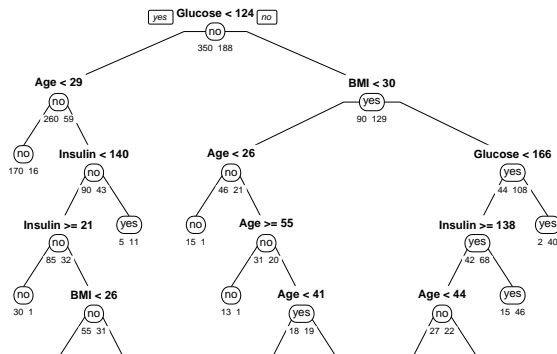 Glucose < 124
yes
no
no
350 188
Age < 29
BMI < 30
no
yes
260 59
90 129
Insulin < 140
Age < 26
Glucose < 166
no
no
no
yes
170 16
90 43
46 21
44 108
Insulin >= 21
yes
no
Age >= 55
Insulin >= 138
yes
no
5 11
15 1
no
yes
2 40
85 32
31 20
42 68
no
BMI < 26
no
Age < 41
Age < 44
yes
30 1
no
13 1
yes
no
15 46
55 31
18 19
27 22